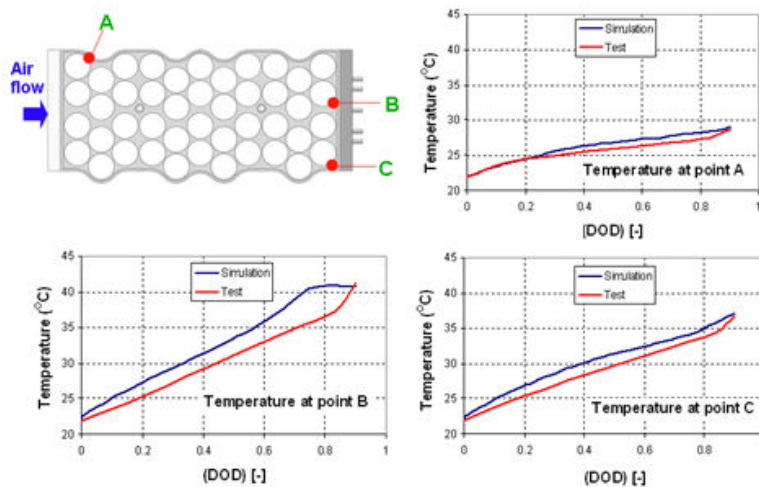 A
Air
flow
B
C
Temperature (°C)
45
40
35
30
25
20
Simulation
Test
Temperature at point A
0
0.2
0.4
0.6
0.8
1
(DOD) [-]
Temperature (°C)
45
40
35
30
25
20
Simulation
Test
Temperature at point B
0
0.2
0.4
0.6
0.8
1
(DOD) [-]
Temperature (°C)
45
40
35
30
25
20
Simulation
Test
Temperature at point C
0
0.2
0.4
0.6
0.8
(DOD) [-]